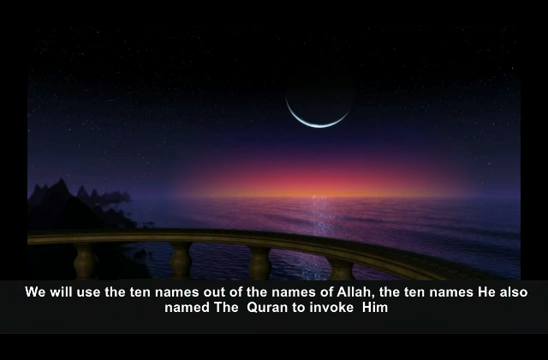 We will use the ten names out of the names of Allah, the ten names He also
named The  Quran to invoke  Him